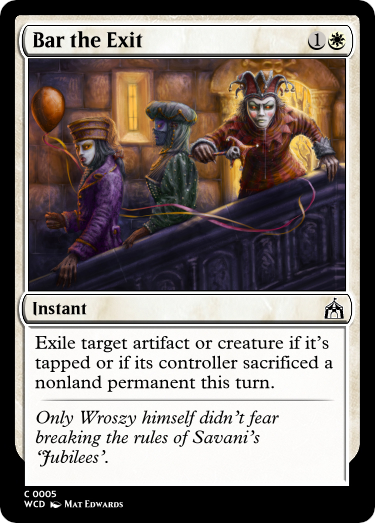 Bar the Exit 1
Instant
Exile target artifact or creature if it's
tapped or if its controller sacrificed a
nonland permanent this turn.
Only Wroszy himself didn't fear
breaking the rules of Savani's
'Jubilees'.
C 0005
WCD Mat Edwards